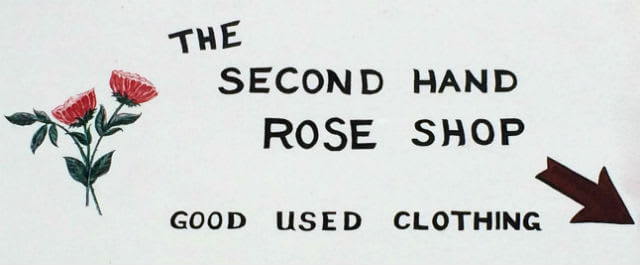 THE
SECOND HAND
ROSE SHOP
GOOD USED CLOTHING